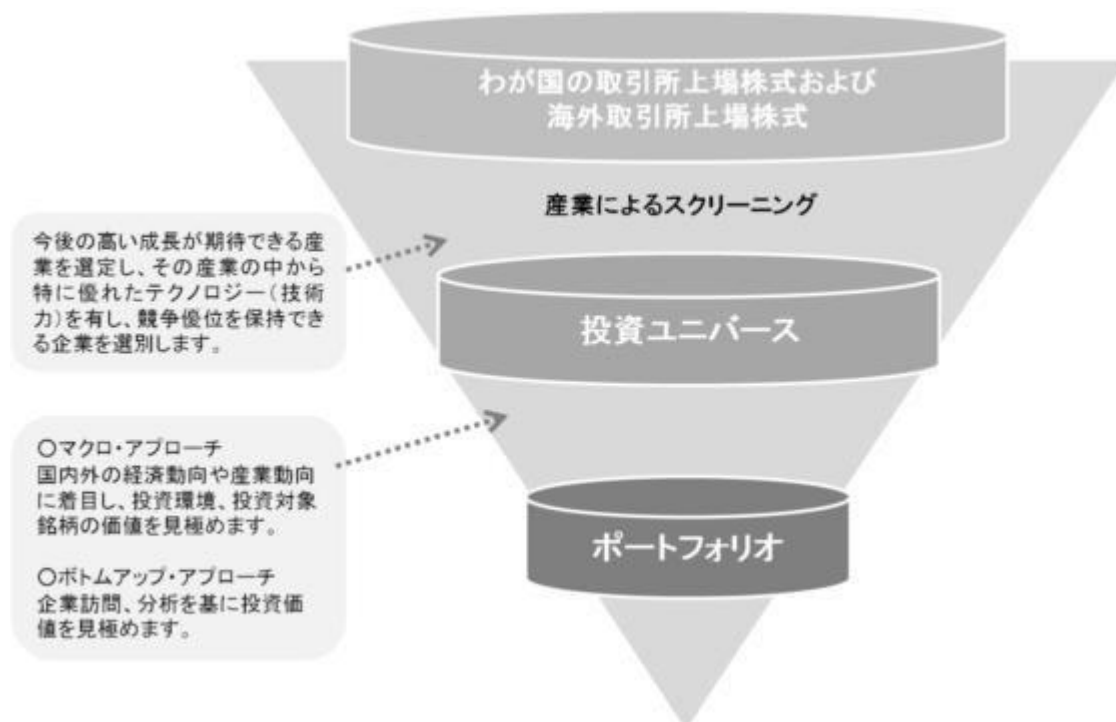 わが国の取引所上場株式および
海外取引所上場株式
産業によるスクリーニング
今後の高い成長が期待できる産
業を選定し、その産業の中から
特に優れたテクノロジー(技術
力)を有し、競争優位を保持でき
る企業を選別します。
投資ユニバース
〇マクロ・アプローチ
国内外の経済動向や産業動向
に着目し、投資環境、投資対象
銘柄の価値を見極めます。
〇ボトムアップ・アプローチ
企業訪問、分析を基に投資価
値を見極めます。
ポートフォリオ